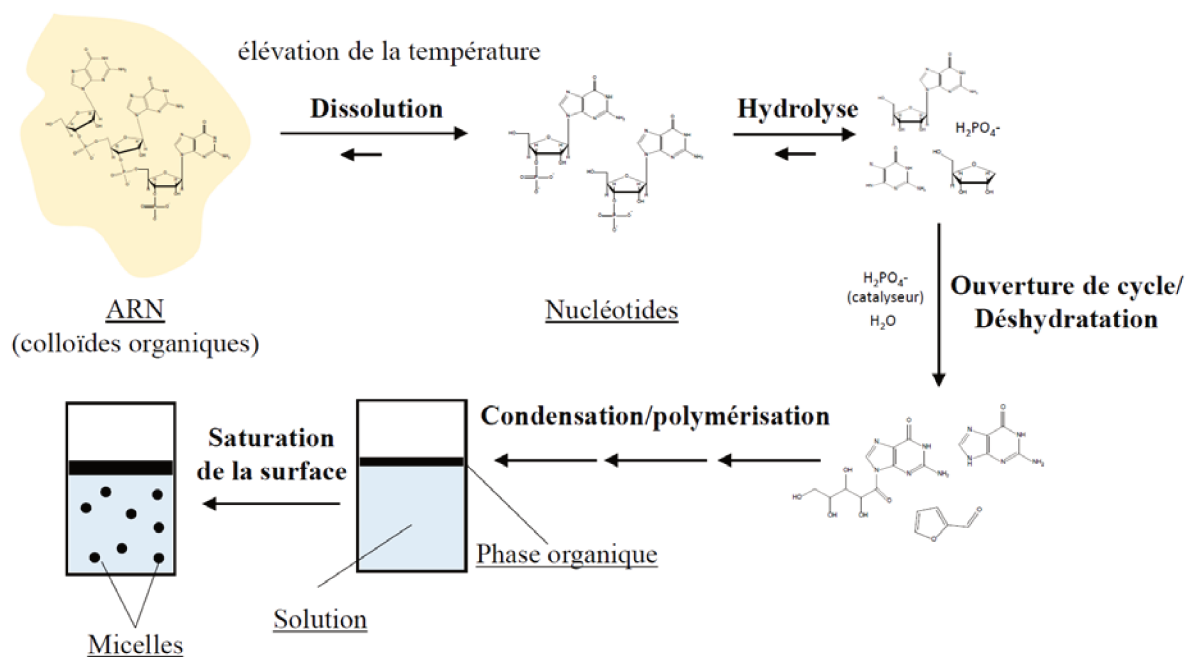 élévation de la température
Dissolution
Hydrolyse
H₂PO₄-
ARN
(colloïdes organiques)
Nucléotides
H₂PO₄-
(catalyseur)
H₂O
Ouverture de cycle/
Déshydratation
Condensation/polymérisation
Saturation
de la surface
Phase organique
Solution
Micelles